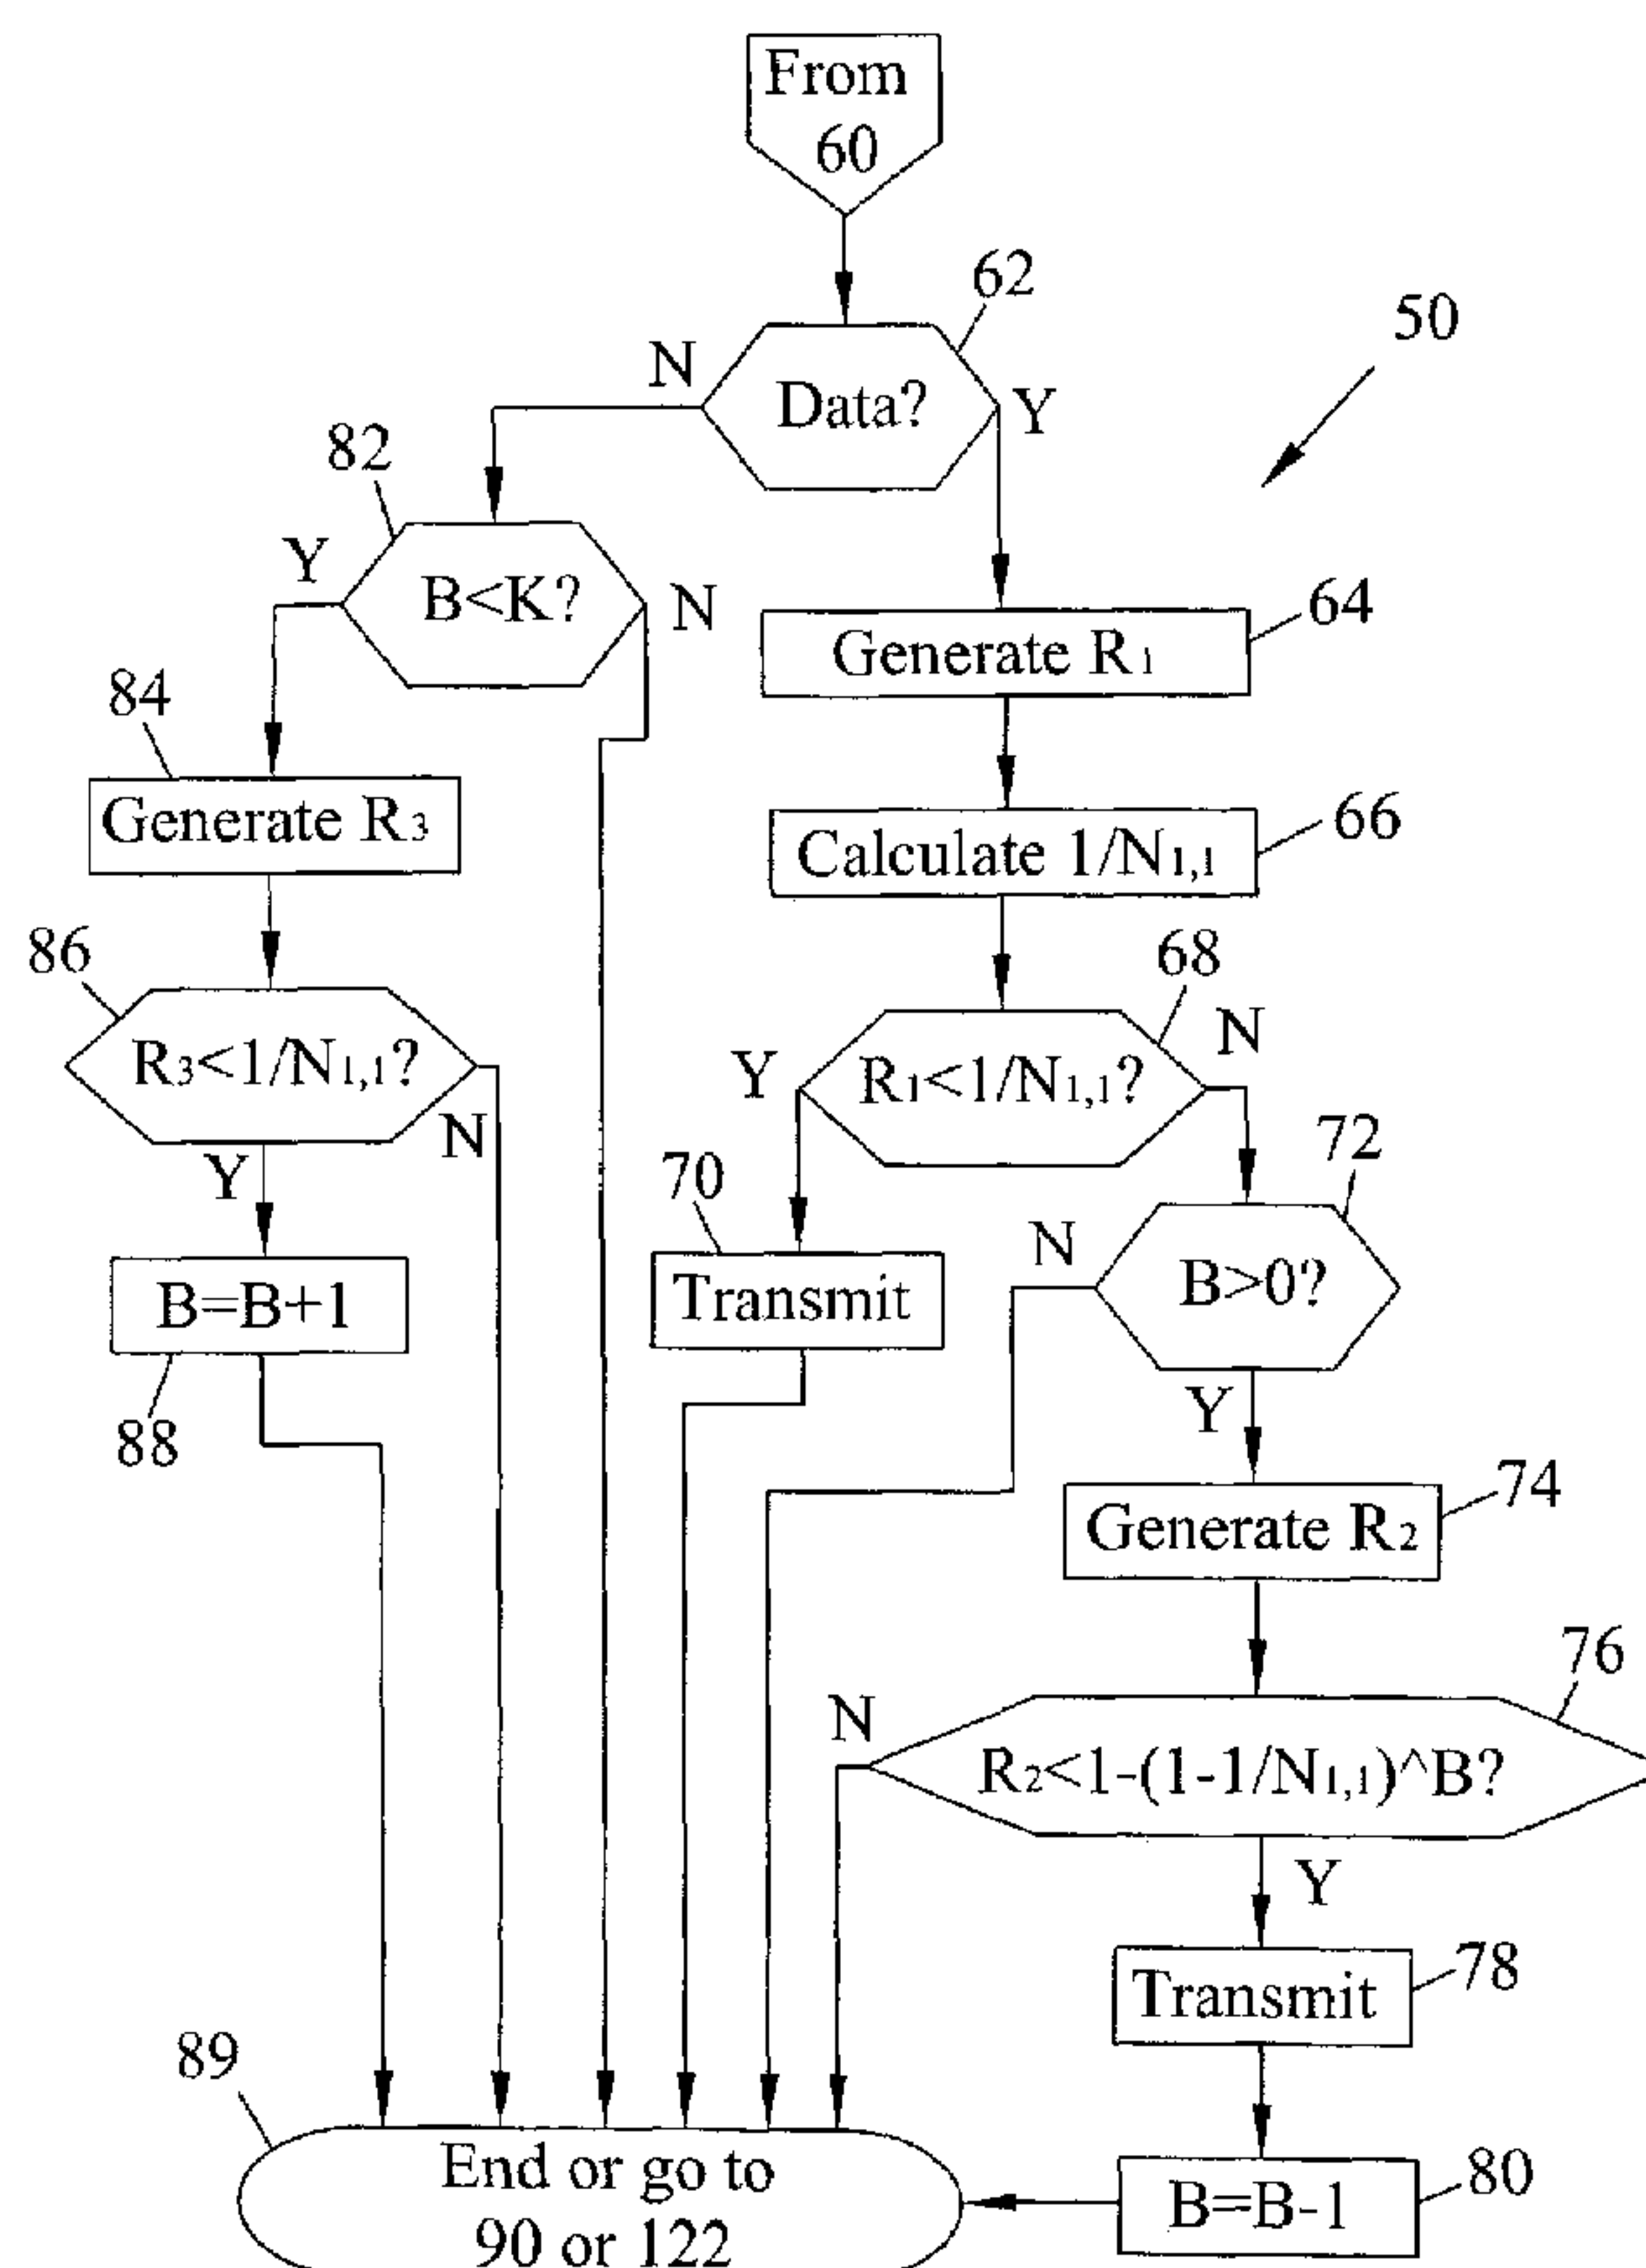 From
60
62
50
N
Data?
Y
82
Y
B<K?
N
64
Generate R1
84
66
Generate R3
Calculate 1/N1,1
86
68
N
R3<1/N1,1?
Y
R1<1/N1,1?
N
72
Y
70
N
B=B+1
Transmit
B>0?
88
Y
74
Generate R2
76
N
R2<1-(1-1/N1,1)^B?
Y
78
Transmit
89
End or go to
90 or 122
80
B=B-1